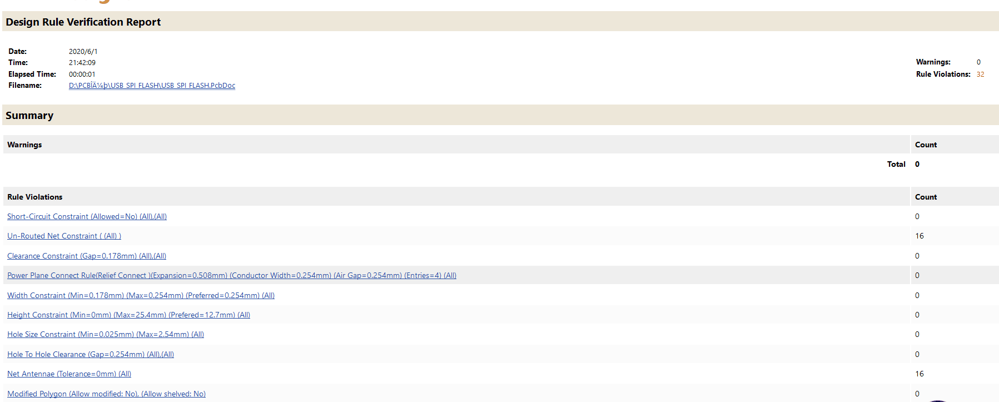 Design Rule Verification Report
Date: 2020/6/1
Time: 21:42:09
Elapsed Time: 00:00:01
Filename: D:\PCBÎÄ¼þ\USB_SPI_FLASH\USB_SPI_FLASH.PcbDoc
Warnings: 0
Rule Violations: 32
Summary
Warnings Count
Total 0
Rule Violations Count
Short-Circuit Constraint (Allowed=No) (All),(All) 0
Un-Routed Net Constraint ( (All) ) 16
Clearance Constraint (Gap=0.178mm) (All),(All) 0
Power Plane Connect Rule(Relief Connect )(Expansion=0.508mm) (Conductor Width=0.254mm) (Air Gap=0.254mm) (Entries=4) (All) 0
Width Constraint (Min=0.178mm) (Max=0.254mm) (Preferred=0.254mm) (All) 0
Height Constraint (Min=0mm) (Max=25.4mm) (Prefered=12.7mm) (All) 0
Hole Size Constraint (Min=0.025mm) (Max=2.54mm) (All) 0
Hole To Hole Clearance (Gap=0.254mm) (All),(All) 0
Net Antennae (Tolerance=0mm) (All) 16
Modified Polygon (Allow modified: No), (Allow shelved: No) 0